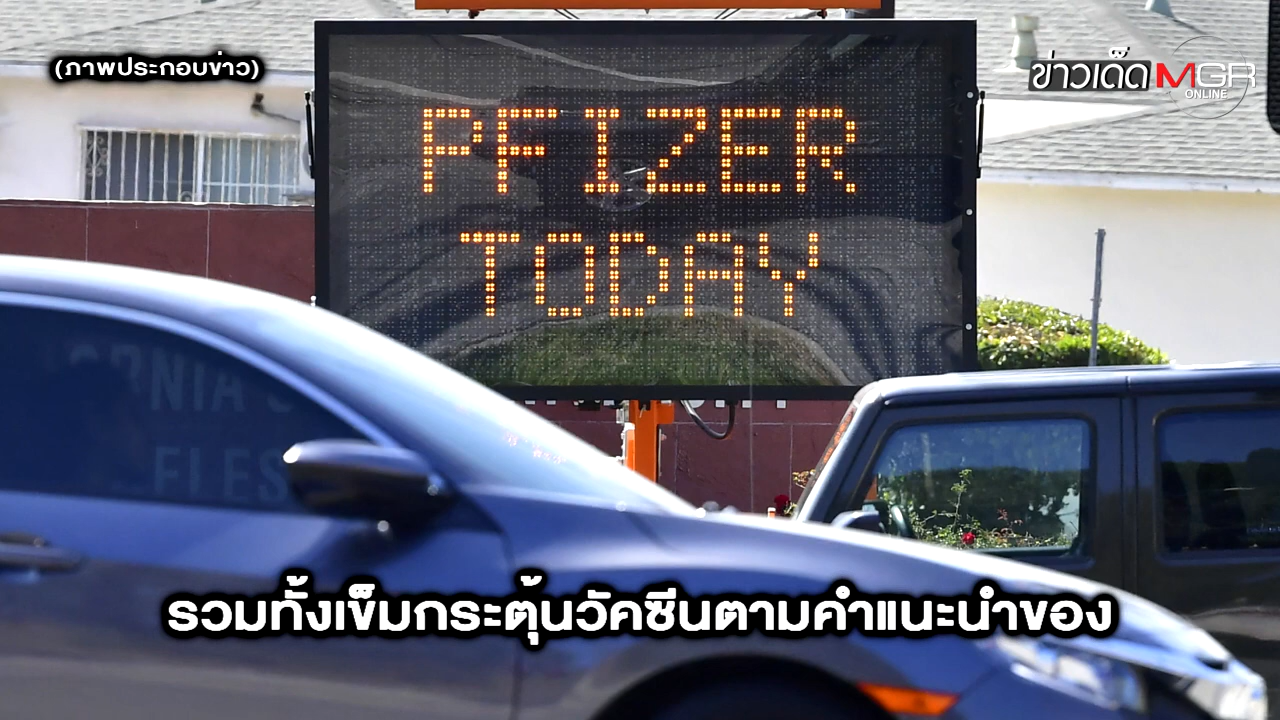 (ภาพประกอบข่าว)
ข่าวเด็ด MGR
ONLINE
PFIZER
TODAY
รวมทั้งเข็มกระตุ้นวัคซีนตามคำแนะนำของ